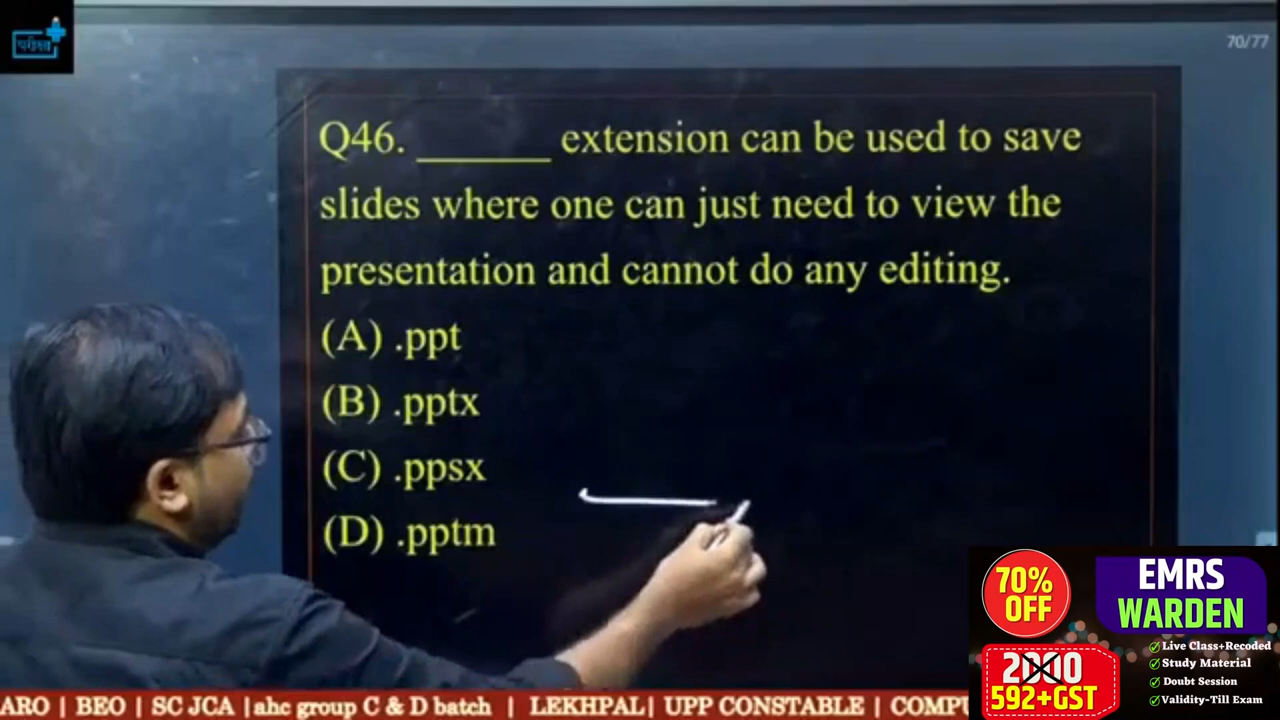 परीक्षा
70/77
Q46. ______ extension can be used to save
slides where one can just need to view the
presentation and cannot do any editing.
(A) .ppt
(B) .pptx
(C) .ppsx
(D) .pptm
70%
OFF
EMRS
WARDEN
2000
592+GST
Live Class+Recoded
Study Material
Doubt Session
Validity-Till Exam
ARO | BEO | SC JCA |ahc group C & D batch | LEKHPAL| UPP CONSTABLE | COMPU